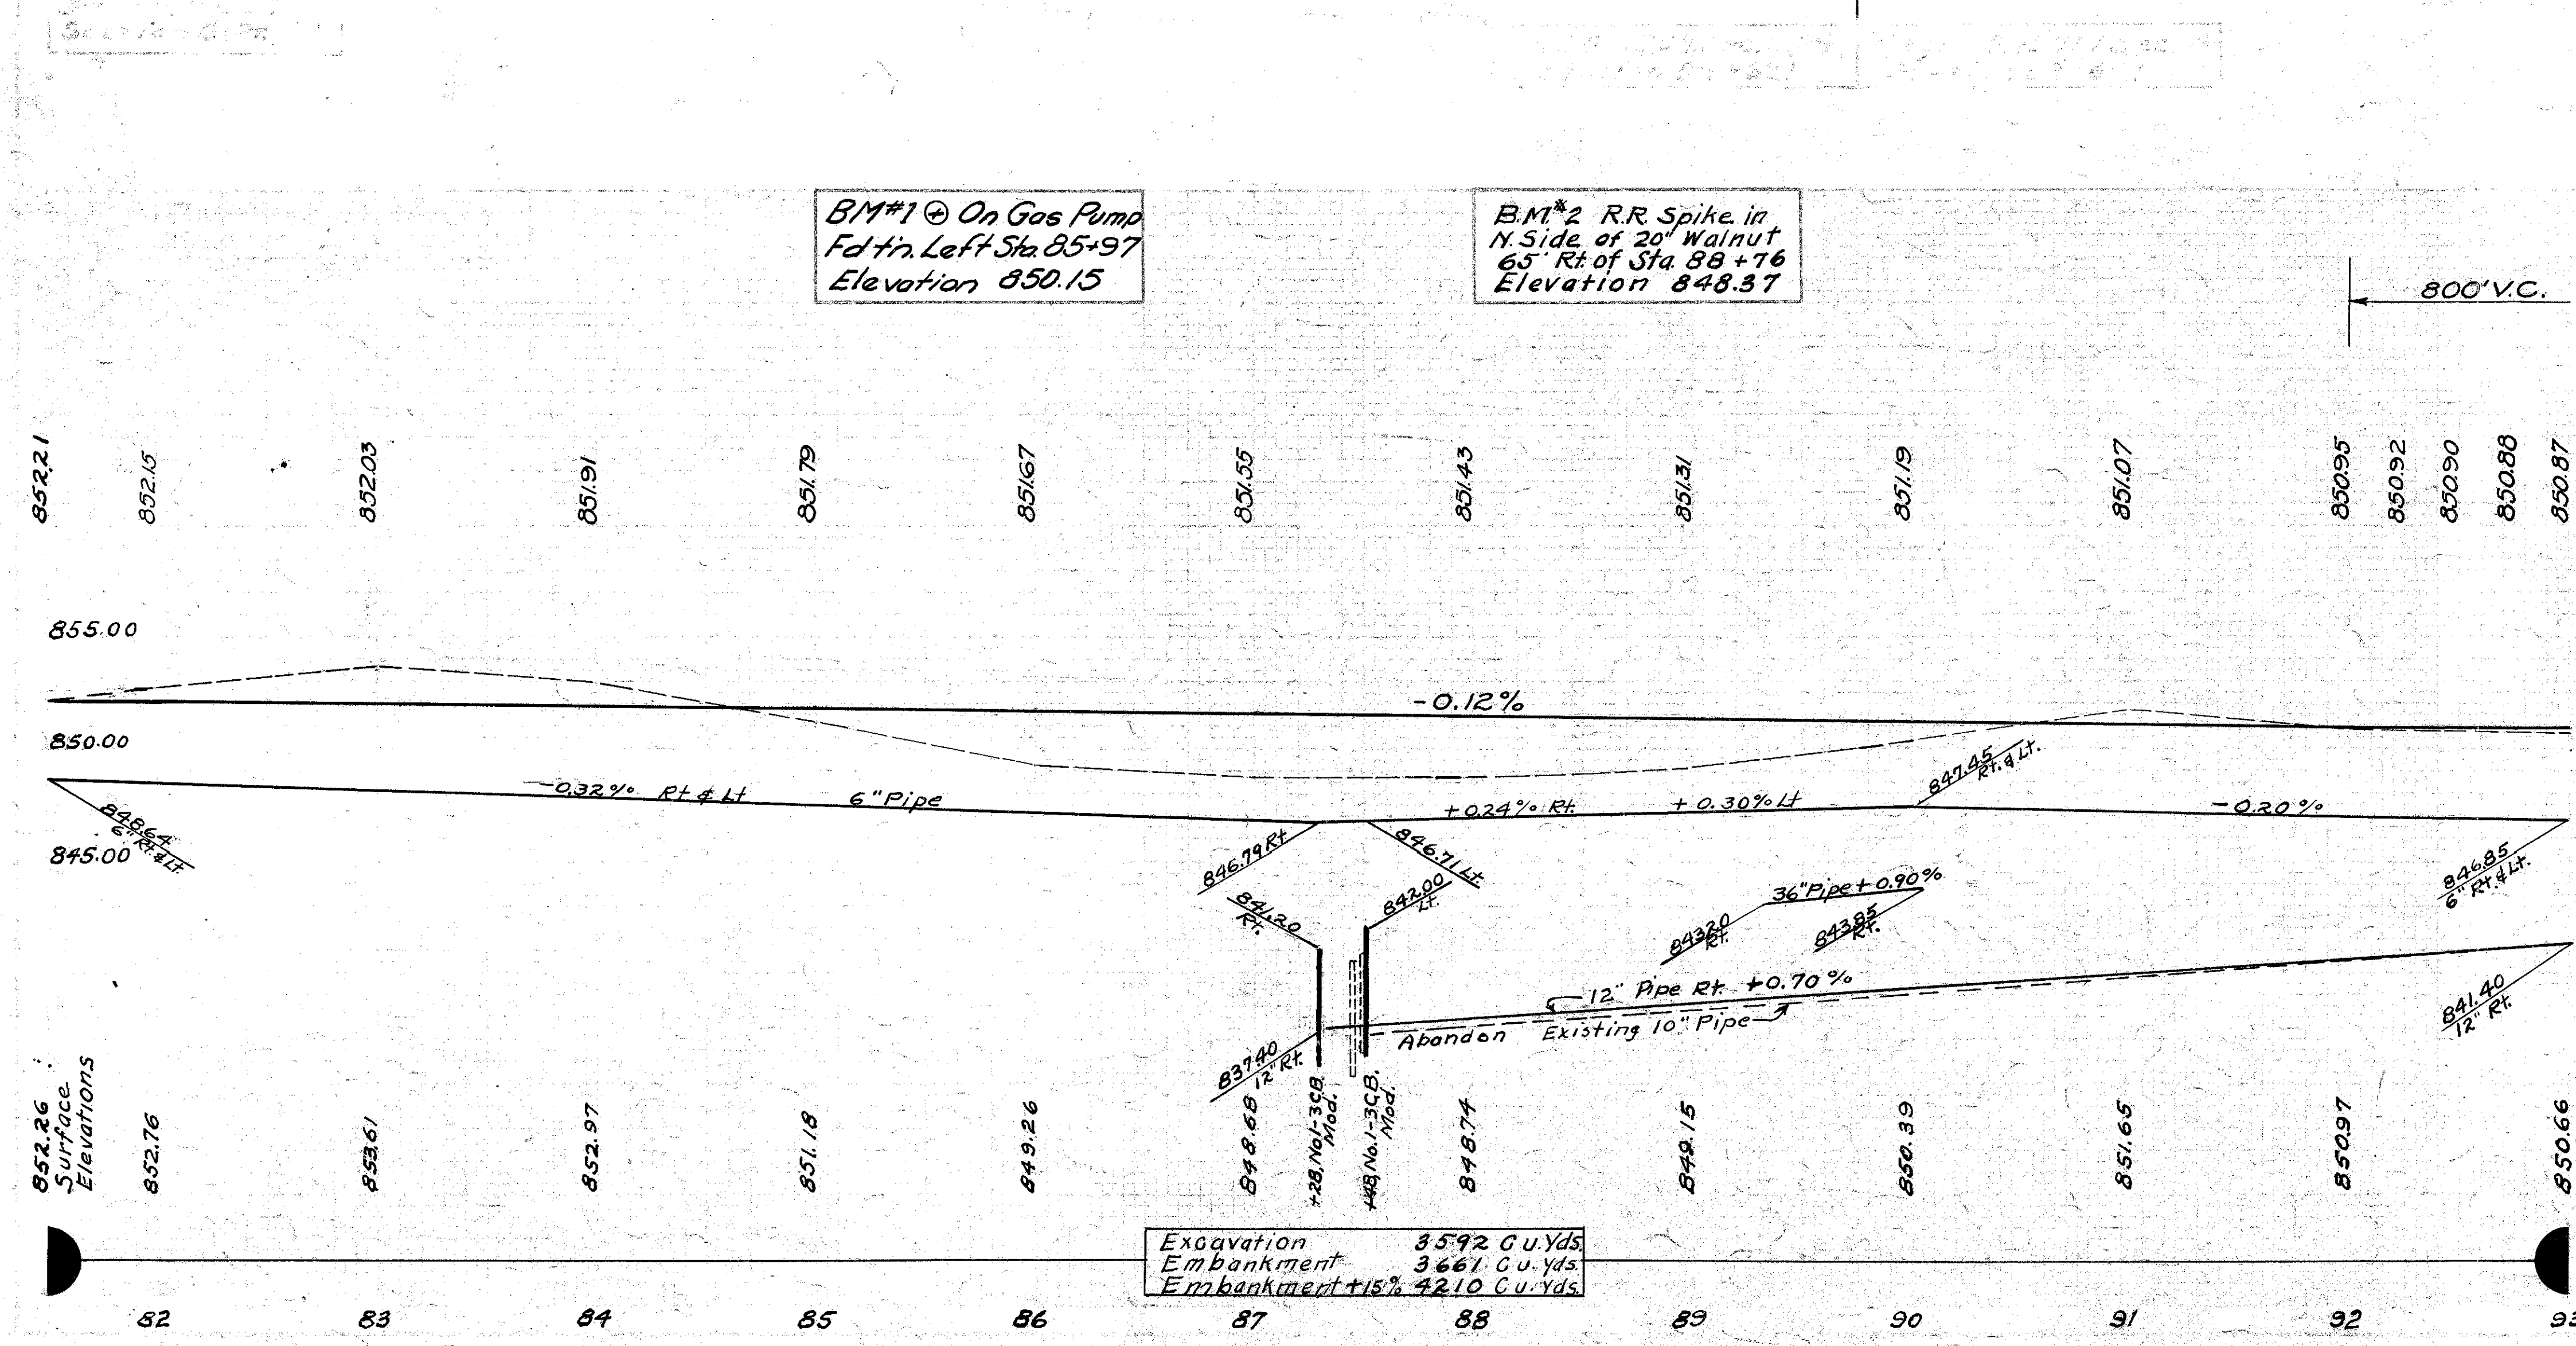 BM#1 ⊕ On Gas Pump
Fdt'n. Left Sta. 85+97
Elevation 850.15
B.M.#2 R.R. Spike in
N. Side of 20" Walnut
65' Rt. of Sta. 88+76
Elevation 848.37
800' V.C.
852.21
852.15
852.03
851.91
851.79
851.67
851.55
851.43
851.31
851.19
851.07
850.95
850.92
850.90
850.88
850.87
855.00
-0.12%
850.00
-0.32% Rt & Lt
6" Pipe
+0.24% Rt.
+0.30% Lt
847.45
Rt. & Lt.
-0.20%
848.64
6" Rt. & Lt.
845.00
846.79 Rt
846.71 Lt.
841.20
Rt.
842.00
Lt.
36" Pipe +0.90%
843.20
Rt.
843.85
Rt.
846.85
6" Rt. & Lt.
12" Pipe Rt. +0.70%
Abandon Existing 10" Pipe
837.40
12" Rt.
841.40
12" Rt.
852.26
Surface
Elevations
852.76
853.61
852.97
851.18
849.26
848.68
+28, No.1-3C.B.
Mod.
+48, No.1-3C.B.
Mod.
848.74
849.15
850.39
851.65
850.97
850.66
Excavation 3592 Cu. Yds.
Embankment 3661 Cu. Yds.
Embankment +15% 4210 Cu. Yds.
82
83
84
85
86
87
88
89
90
91
92
93